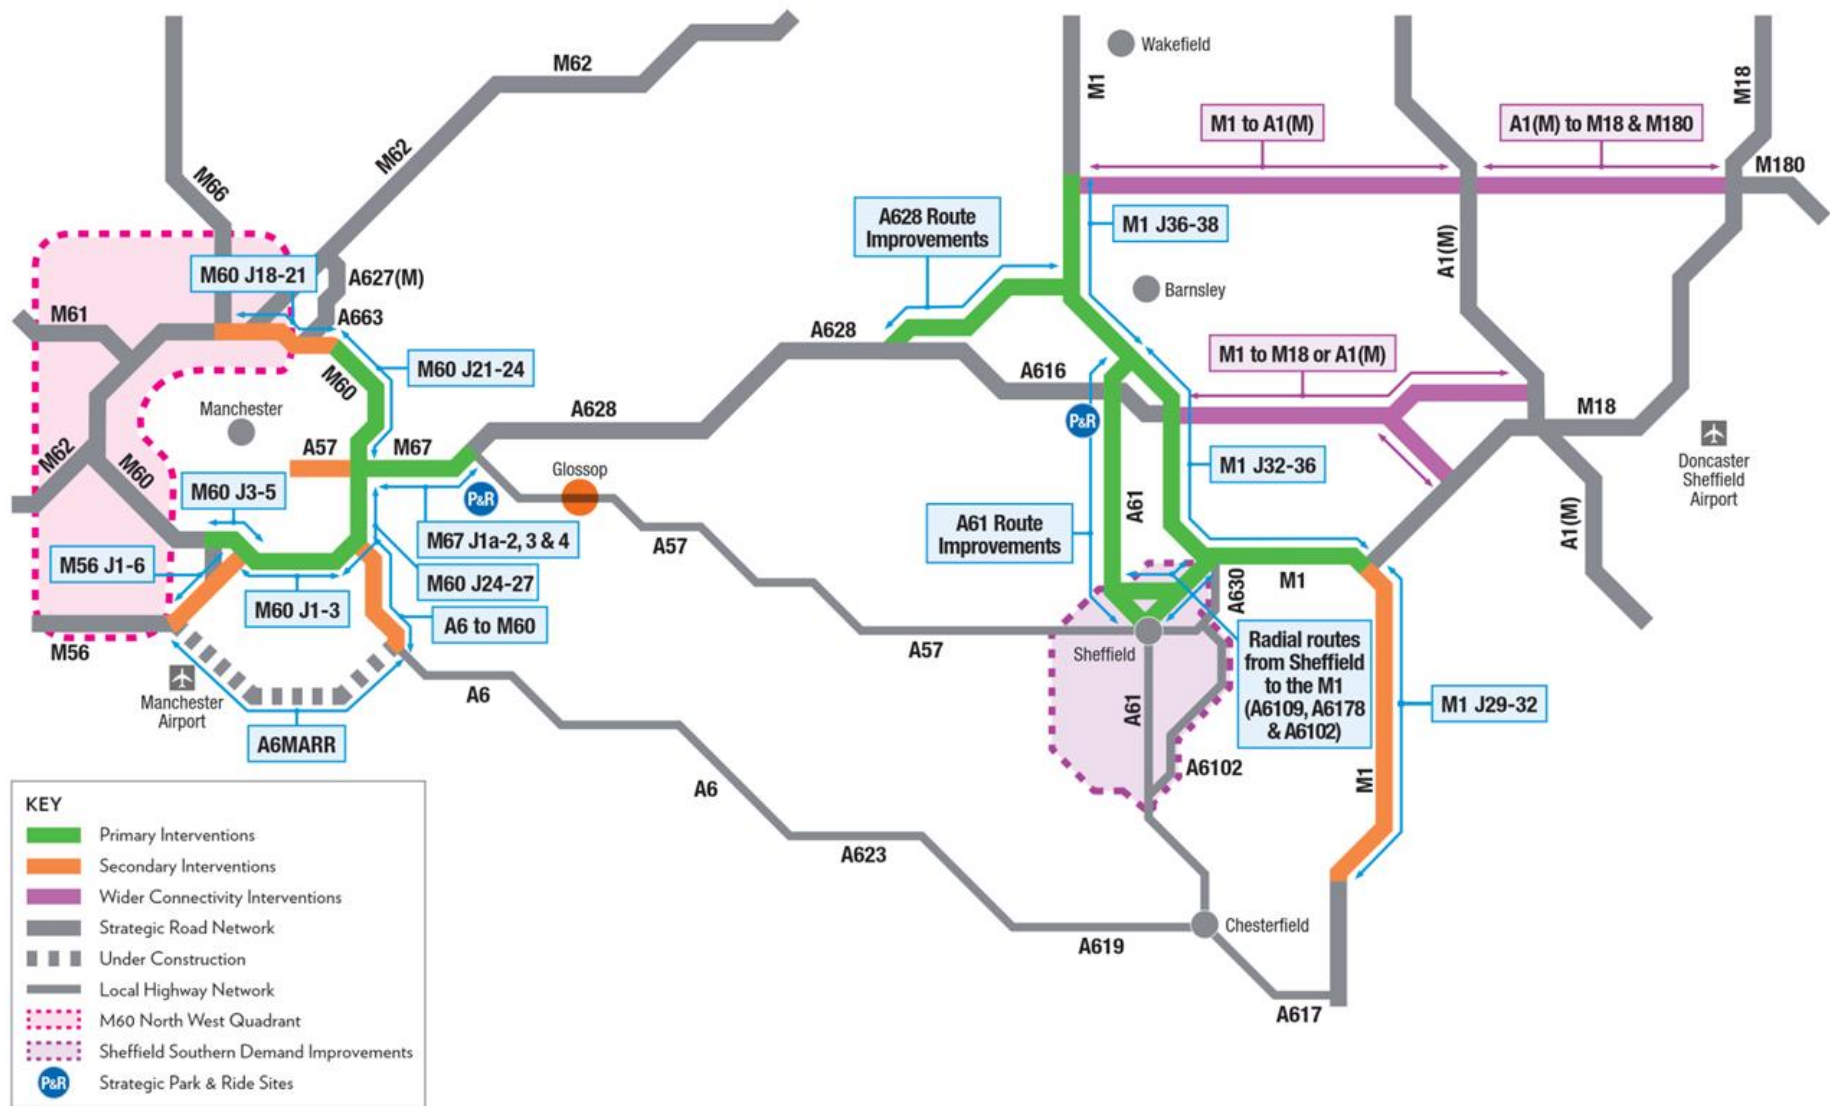 M62
Wakefield
M1
M18
M1 to A1(M)
A1(M) to M18 & M180
M62
M180
M66
A628 Route
Improvements
M1 J36-38
M60 J18-21
A627(M)
A1(M)
Barnsley
M61
A663
A628
M60 J21-24
M1 to M18 or A1(M)
M60
A616
Manchester
A628
P&R
M18
A57
M67
M62
M60
Glossop
M1 J32-36
Doncaster
Sheffield
Airport
M60 J3-5
P&R
A61
A61 Route
Improvements
A1(M)
M67 J1a-2, 3 & 4
A57
M56 J1-6
M60 J24-27
M1
A630
M60 J1-3
A6 to M60
M56
Sheffield
A57
Radial routes
from Sheffield
to the M1
(A6109, A6178
& A6102)
Manchester
Airport
A6
A61
M1 J29-32
A6MARR
A6102
A6
M1
A623
A619
Chesterfield
A617
KEY
Primary Interventions
Secondary Interventions
Wider Connectivity Interventions
Strategic Road Network
Under Construction
Local Highway Network
M60 North West Quadrant
Sheffield Southern Demand Improvements
P&R Strategic Park & Ride Sites